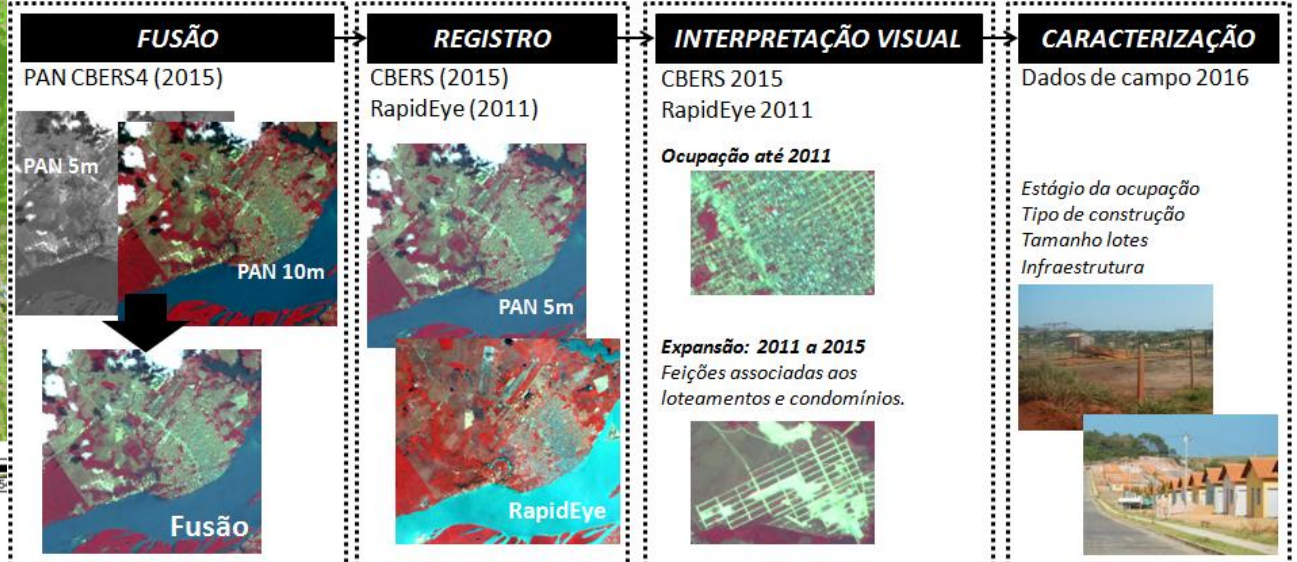 FUSÃO
PAN CBERS4 (2015)
PAN 5m
PAN 10m
Fusão
REGISTRO
CBERS (2015)
RapidEye (2011)
PAN 5m
RapidEye
INTERPRETAÇÃO VISUAL
CBERS 2015
RapidEye 2011
Ocupação até 2011
Expansão: 2011 a 2015
Feições associadas aos
loteamentos e condomínios.
CARACTERIZAÇÃO
Dados de campo 2016
Estágio da ocupação
Tipo de construção
Tamanho lotes
Infraestrutura